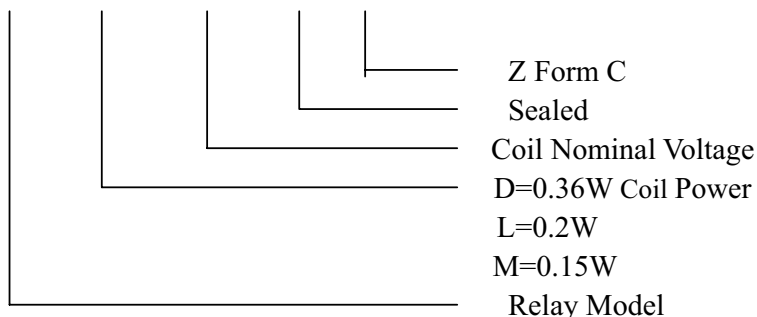 Z Form C
Sealed
Coil Nominal Voltage
D=0.36W Coil Power
L=0.2W
M=0.15W
Relay Model